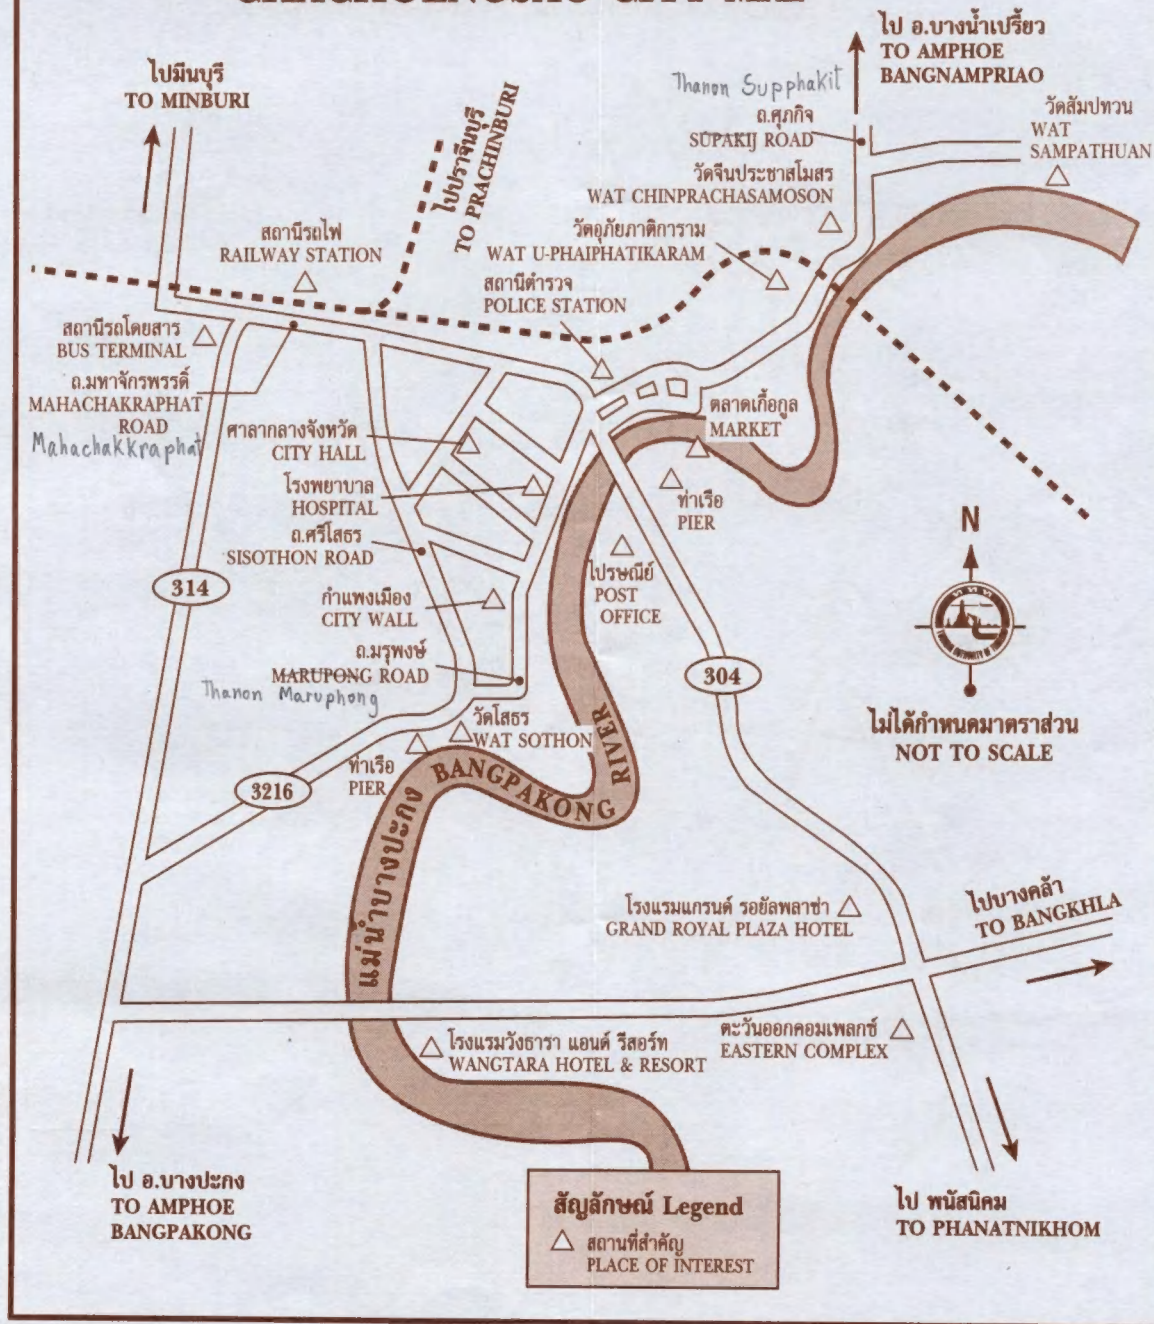 ไป อ.บางน้ำเปรี้ยว
TO AMPHOE
BANGNAMPRIAO
ไปมีนบุรี
TO MINBURI
ไปปราจีนบุรี
TO PRACHINBURI
Thanon Supphakit
ถ.ศุภกิจ
SUPAKIJ ROAD
วัดสัมปทวน
WAT
SAMPATHUAN
วัดจีนประชาสโมสร
WAT CHINPRACHASAMOSON
วัดอุภัยภาติการาม
WAT U-PHAIPHATIKARAM
สถานีรถไฟ
RAILWAY STATION
สถานีตำรวจ
POLICE STATION
สถานีรถโดยสาร
BUS TERMINAL
ถ.มหาจักรพรรดิ์
MAHACHAKRAPHAT
ROAD
Mahachakkraphat
ตลาดเกื้อกูล
MARKET
ศาลากลางจังหวัด
CITY HALL
โรงพยาบาล
HOSPITAL
ท่าเรือ
PIER
ถ.ศรีโสธร
SISOTHON ROAD
N
ไปรษณีย์
POST
OFFICE
314
กำแพงเมือง
CITY WALL
ท ท ท
ถ.มรุพงษ์
MARUPONG ROAD
Thanon Maruphong
304
ไม่ได้กำหนดมาตราส่วน
NOT TO SCALE
วัดโสธร
WAT SOTHON
ท่าเรือ
PIER
3216
แม่น้ำบางปะกง BANGPAKONG RIVER
โรงแรมแกรนด์ รอยัลพลาซ่า
GRAND ROYAL PLAZA HOTEL
ไปบางคล้า
TO BANGKHLA
โรงแรมวังธารา แอนด์ รีสอร์ท
WANGTARA HOTEL & RESORT
ตะวันออกคอมเพลกซ์
EASTERN COMPLEX
ไป อ.บางปะกง
TO AMPHOE
BANGPAKONG
สัญลักษณ์ Legend
สถานที่สำคัญ
PLACE OF INTEREST
ไป พนัสนิคม
TO PHANATNIKHOM